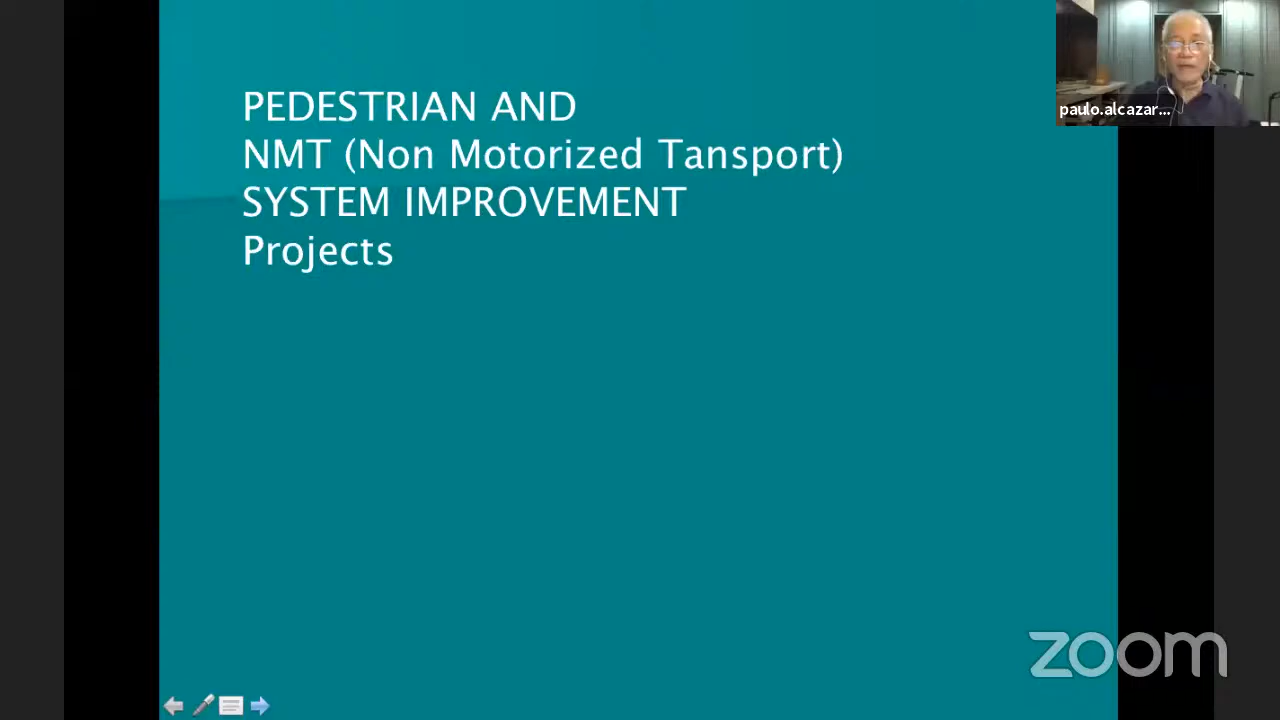 PEDESTRIAN AND
NMT (Non Motorized Tansport)
SYSTEM IMPROVEMENT
Projects
paulo.alcazar...
zoom